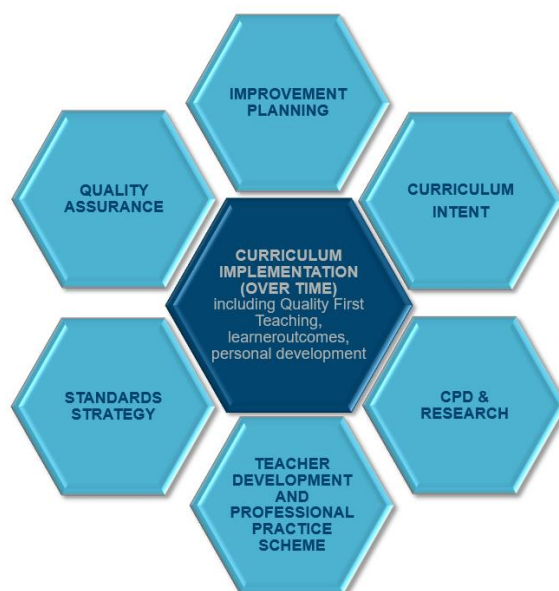 IMPROVEMENT
PLANNING
QUALITY
ASSURANCE
CURRICULUM
INTENT
CURRICULUM
IMPLEMENTATION
(OVER TIME)
including Quality First
Teaching,
learneroutcomes,
personal development
STANDARDS
STRATEGY
CPD &
RESEARCH
TEACHER
DEVELOPMENT
AND
PROFESSIONAL
PRACTICE
SCHEME